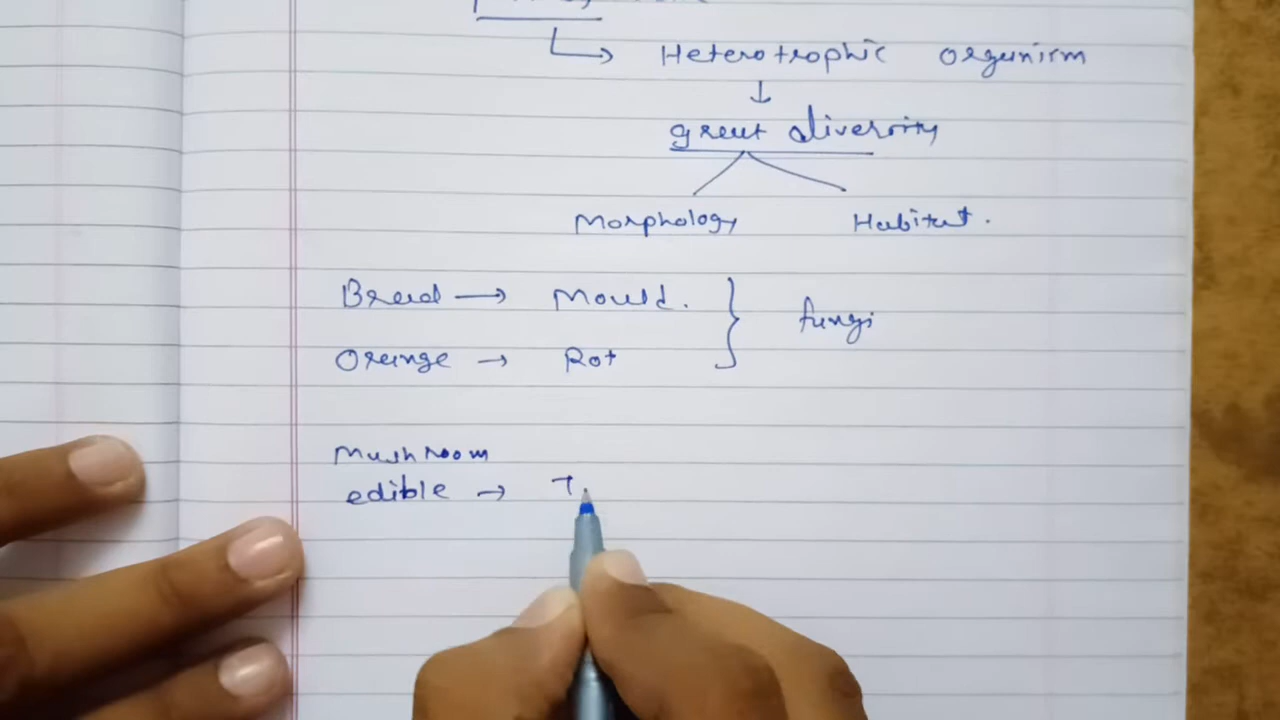 Heterotrophic organism
great diversity
Morphology Habitat.
Bread → Mould.
fungi
Orange → Rot
Mushroom
edible → T